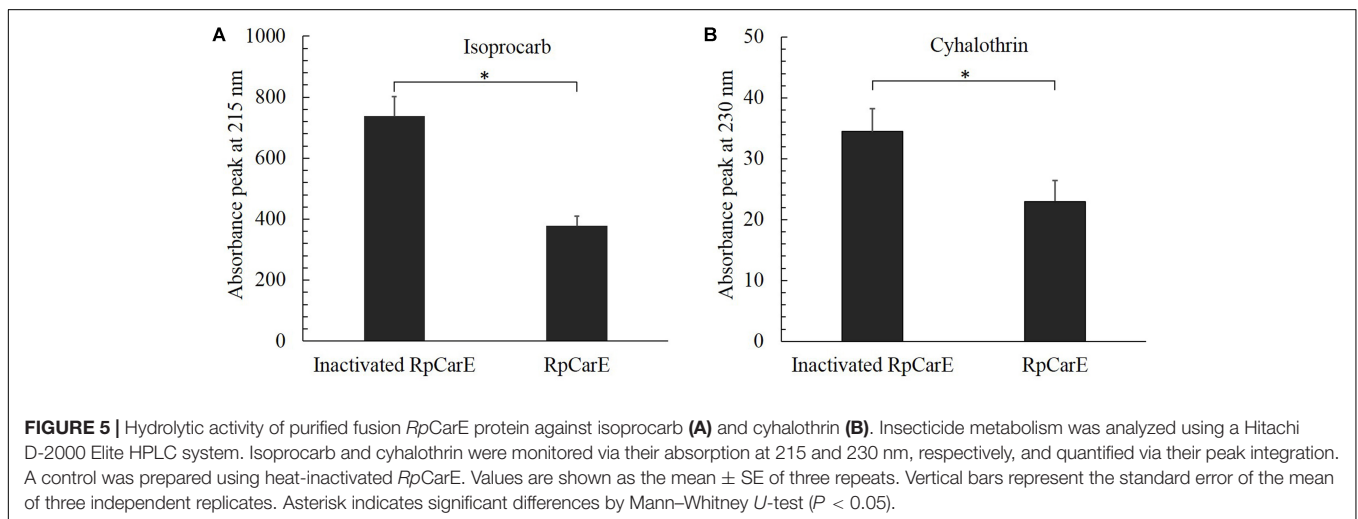 A
Isoprocarb
*
Absorbance peak at 215 nm
1000
800
600
400
200
0
Inactivated RpCarE RpCarE
B
Cyhalothrin
*
Absorbance peak at 230 nm
50
40
30
20
10
0
Inactivated RpCarE RpCarE
FIGURE 5 | Hydrolytic activity of purified fusion RpCarE protein against isoprocarb (A) and cyhalothrin (B). Insecticide metabolism was analyzed using a Hitachi
D-2000 Elite HPLC system. Isoprocarb and cyhalothrin were monitored via their absorption at 215 and 230 nm, respectively, and quantified via their peak integration.
A control was prepared using heat-inactivated RpCarE. Values are shown as the mean ± SE of three repeats. Vertical bars represent the standard error of the mean
of three independent replicates. Asterisk indicates significant differences by Mann–Whitney U-test (P < 0.05).